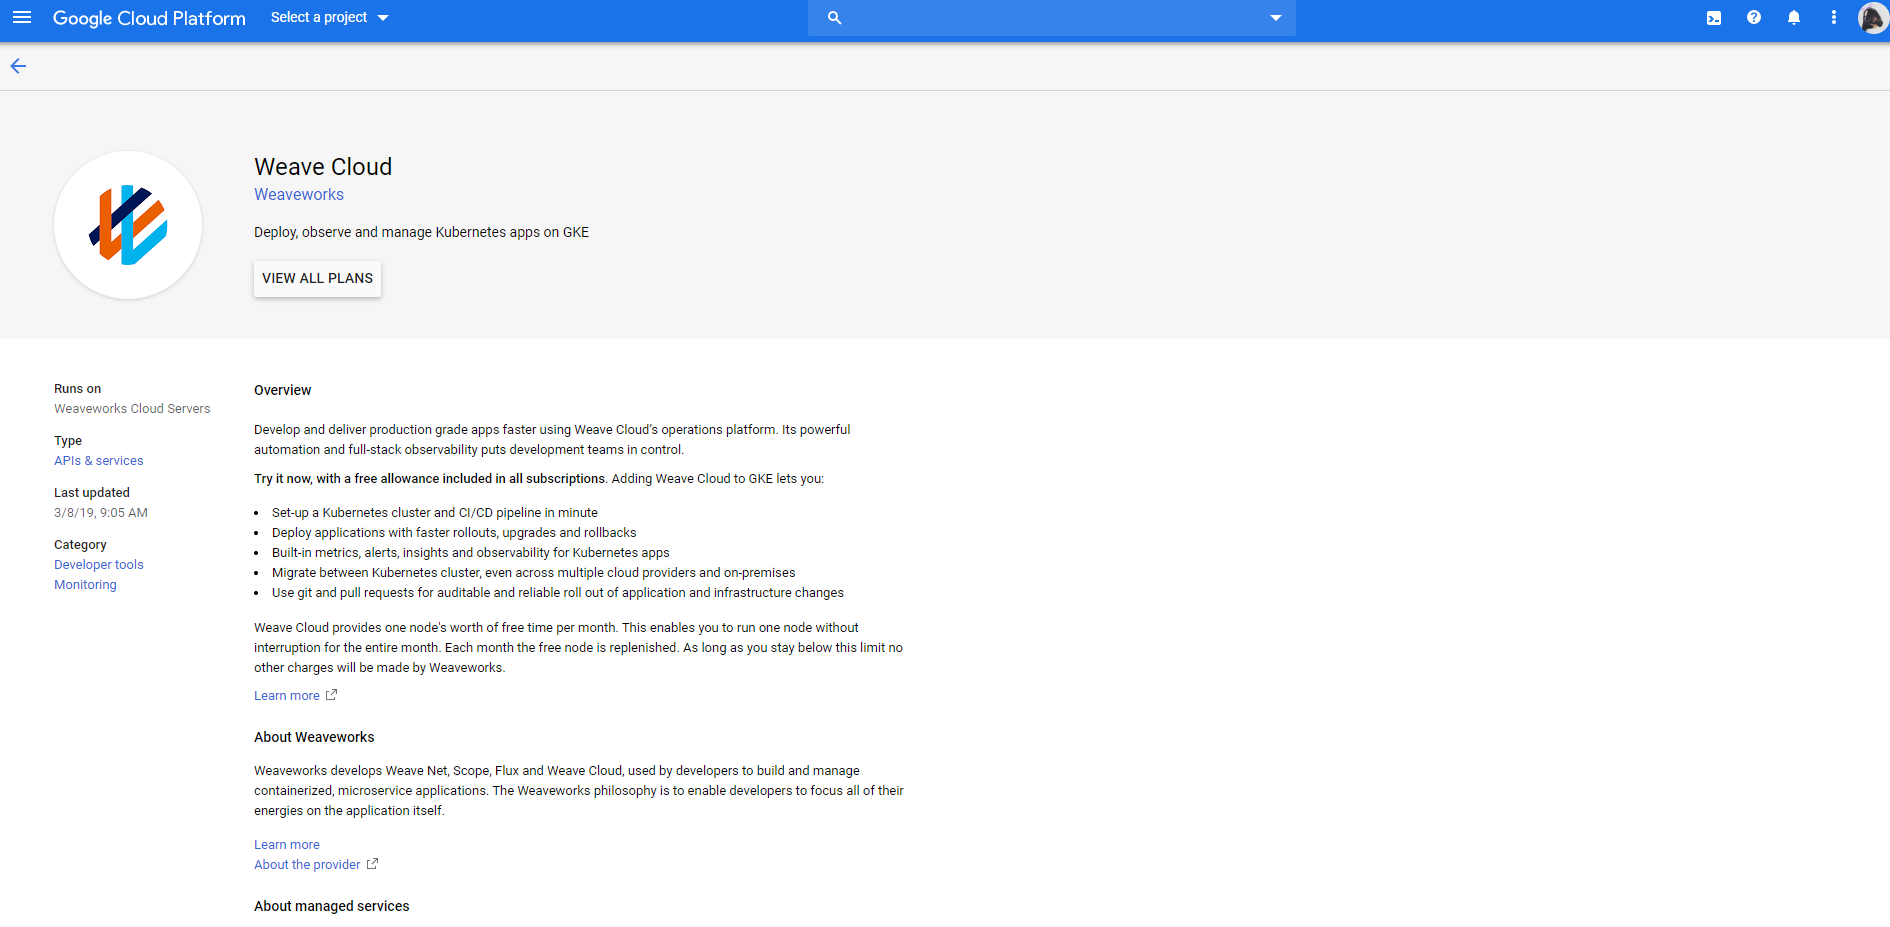 Google Cloud Platform
Select a project
Weave Cloud
Weaveworks
Deploy, observe and manage Kubernetes apps on GKE
VIEW ALL PLANS
Runs on
Weaveworks Cloud Servers
Type
APIs & services
Last updated
3/8/19, 9:05 AM
Category
Developer tools
Monitoring
Overview
Develop and deliver production grade apps faster using Weave Cloud’s operations platform. Its powerful
automation and full-stack observability puts development teams in control.
Try it now, with a free allowance included in all subscriptions. Adding Weave Cloud to GKE lets you:
• Set-up a Kubernetes cluster and CI/CD pipeline in minute
• Deploy applications with faster rollouts, upgrades and rollbacks
• Built-in metrics, alerts, insights and observability for Kubernetes apps
• Migrate between Kubernetes cluster, even across multiple cloud providers and on-premises
• Use git and pull requests for auditable and reliable roll out of application and infrastructure changes
Weave Cloud provides one node's worth of free time per month. This enables you to run one node without
interruption for the entire month. Each month the free node is replenished. As long as you stay below this limit no
other charges will be made by Weaveworks.
Learn more
About Weaveworks
Weaveworks develops Weave Net, Scope, Flux and Weave Cloud, used by developers to build and manage
containerized, microservice applications. The Weaveworks philosophy is to enable developers to focus all of their
energies on the application itself.
Learn more
About the provider
About managed services